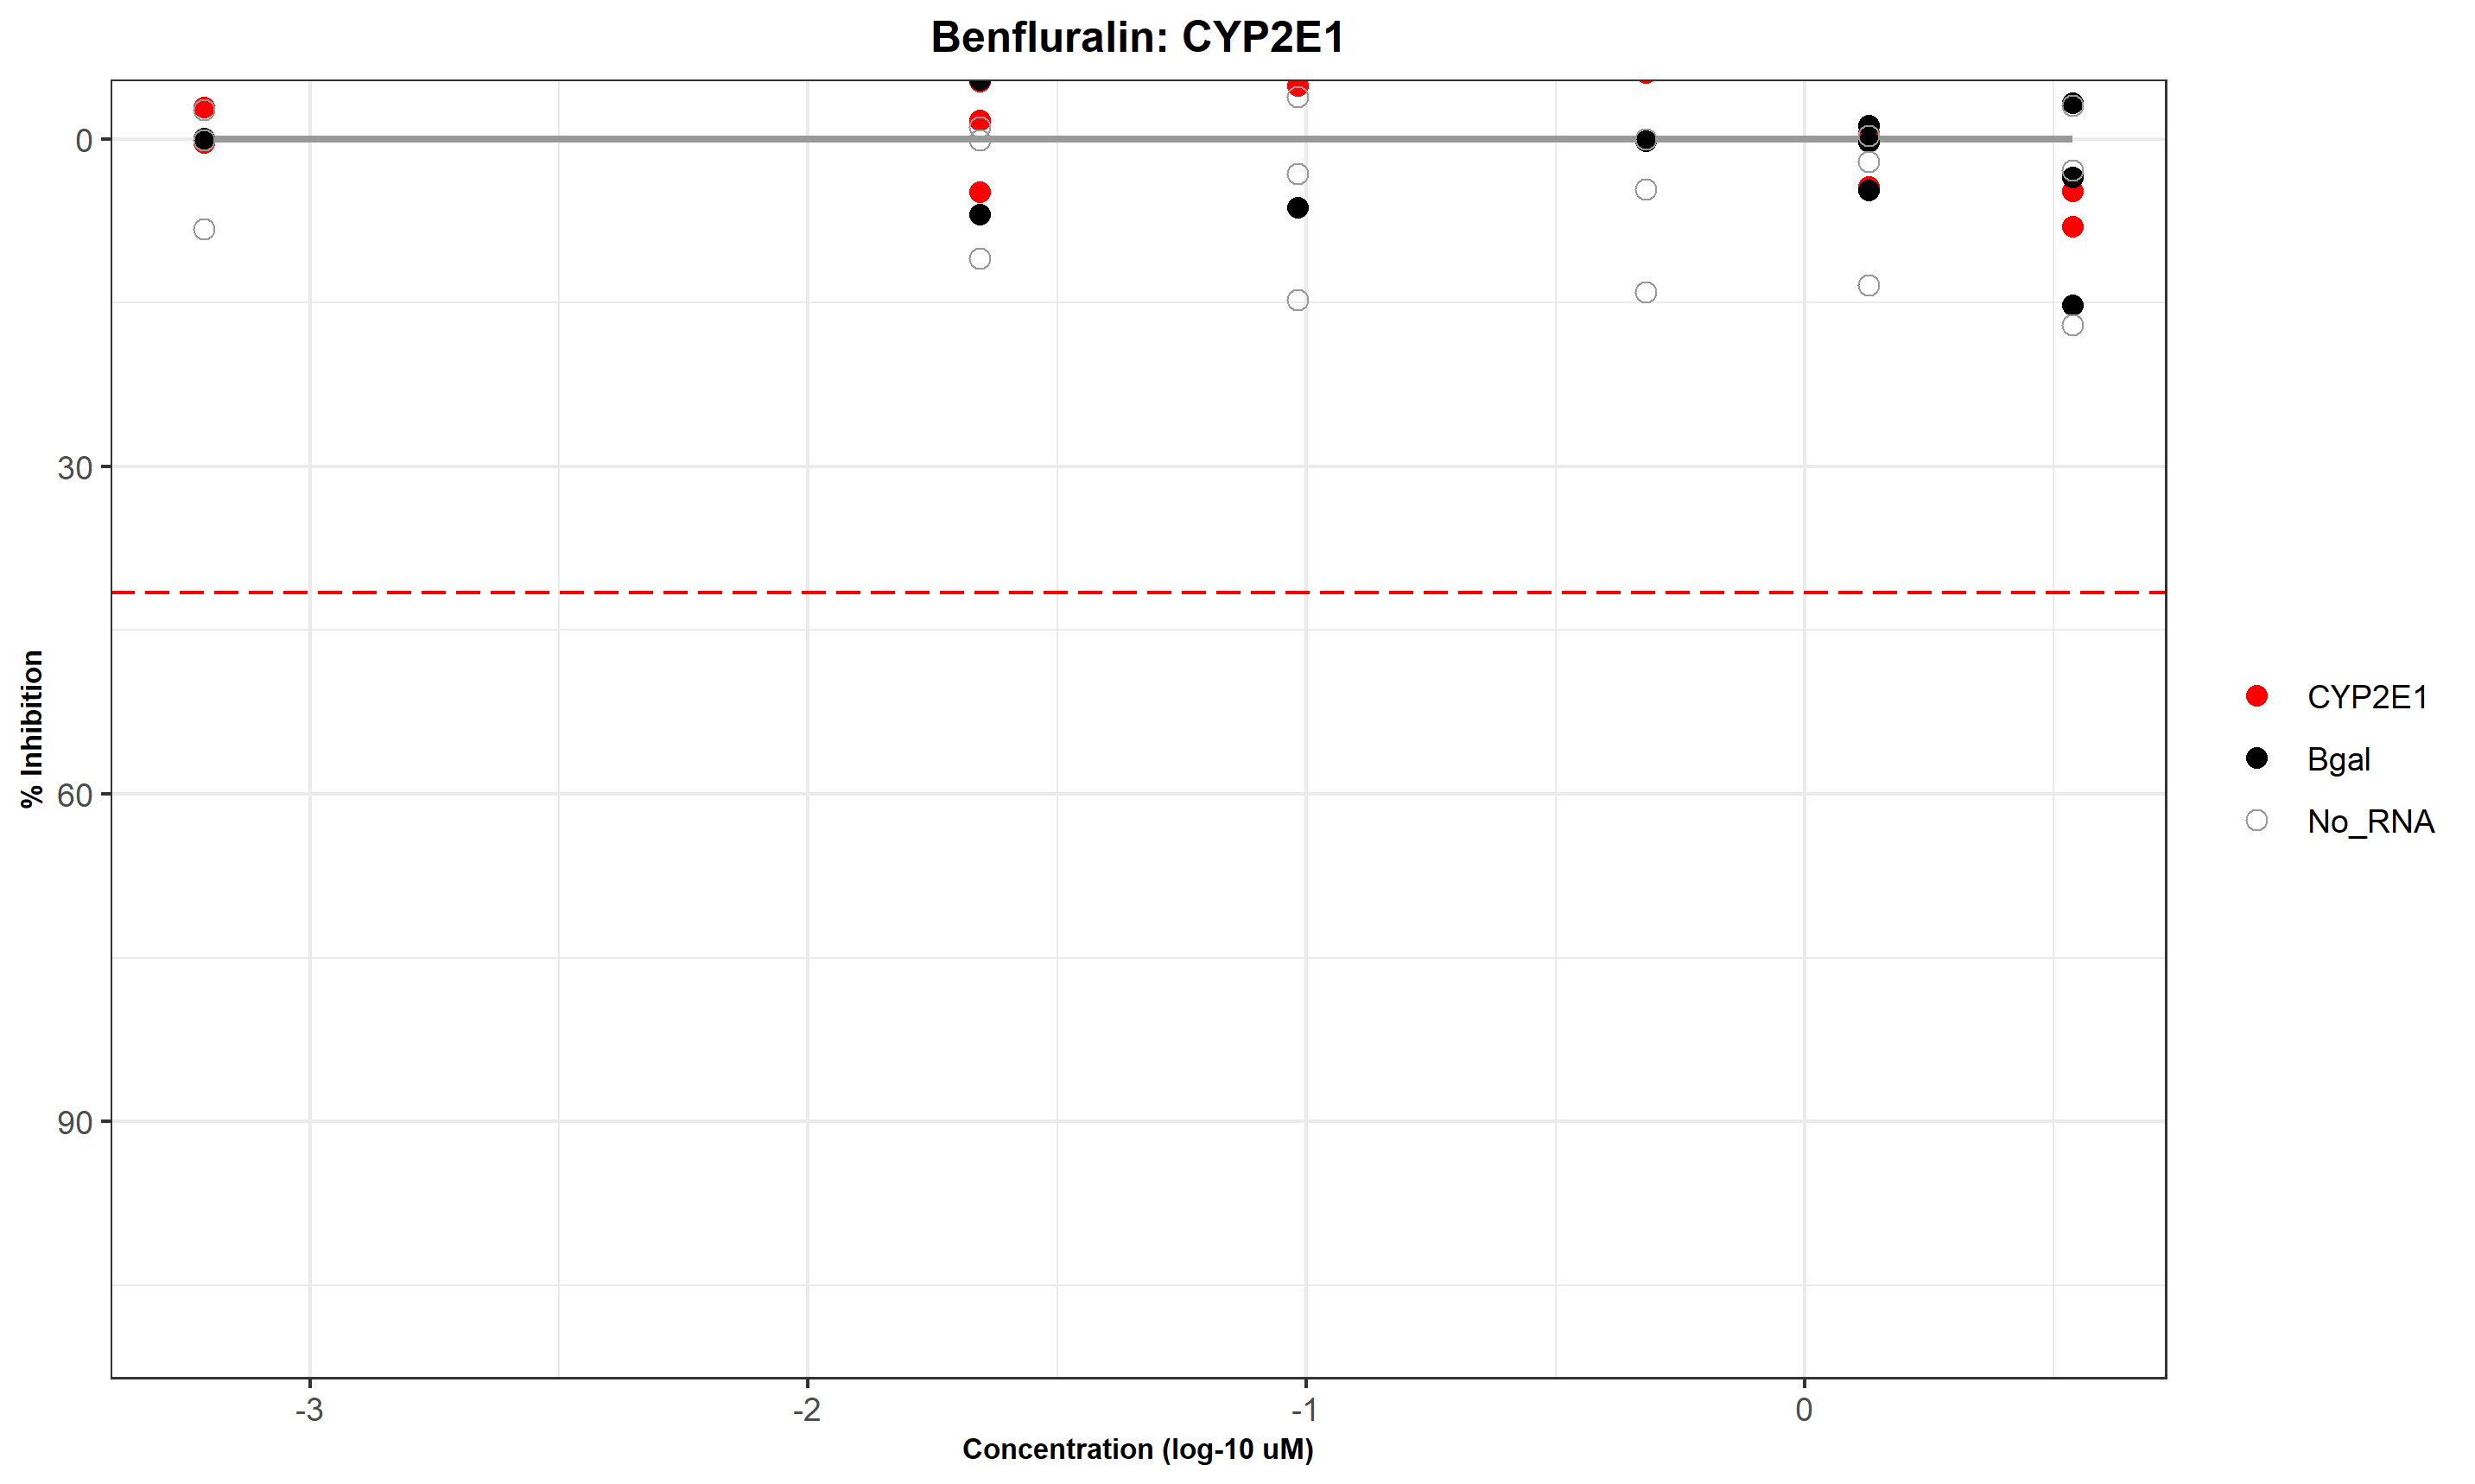 Benfluralin: CYP2E1
% Inhibition
0
30
60
90
-3
-2
-1
0
Concentration (log-10 uM)
CYP2E1
Bgal
No_RNA